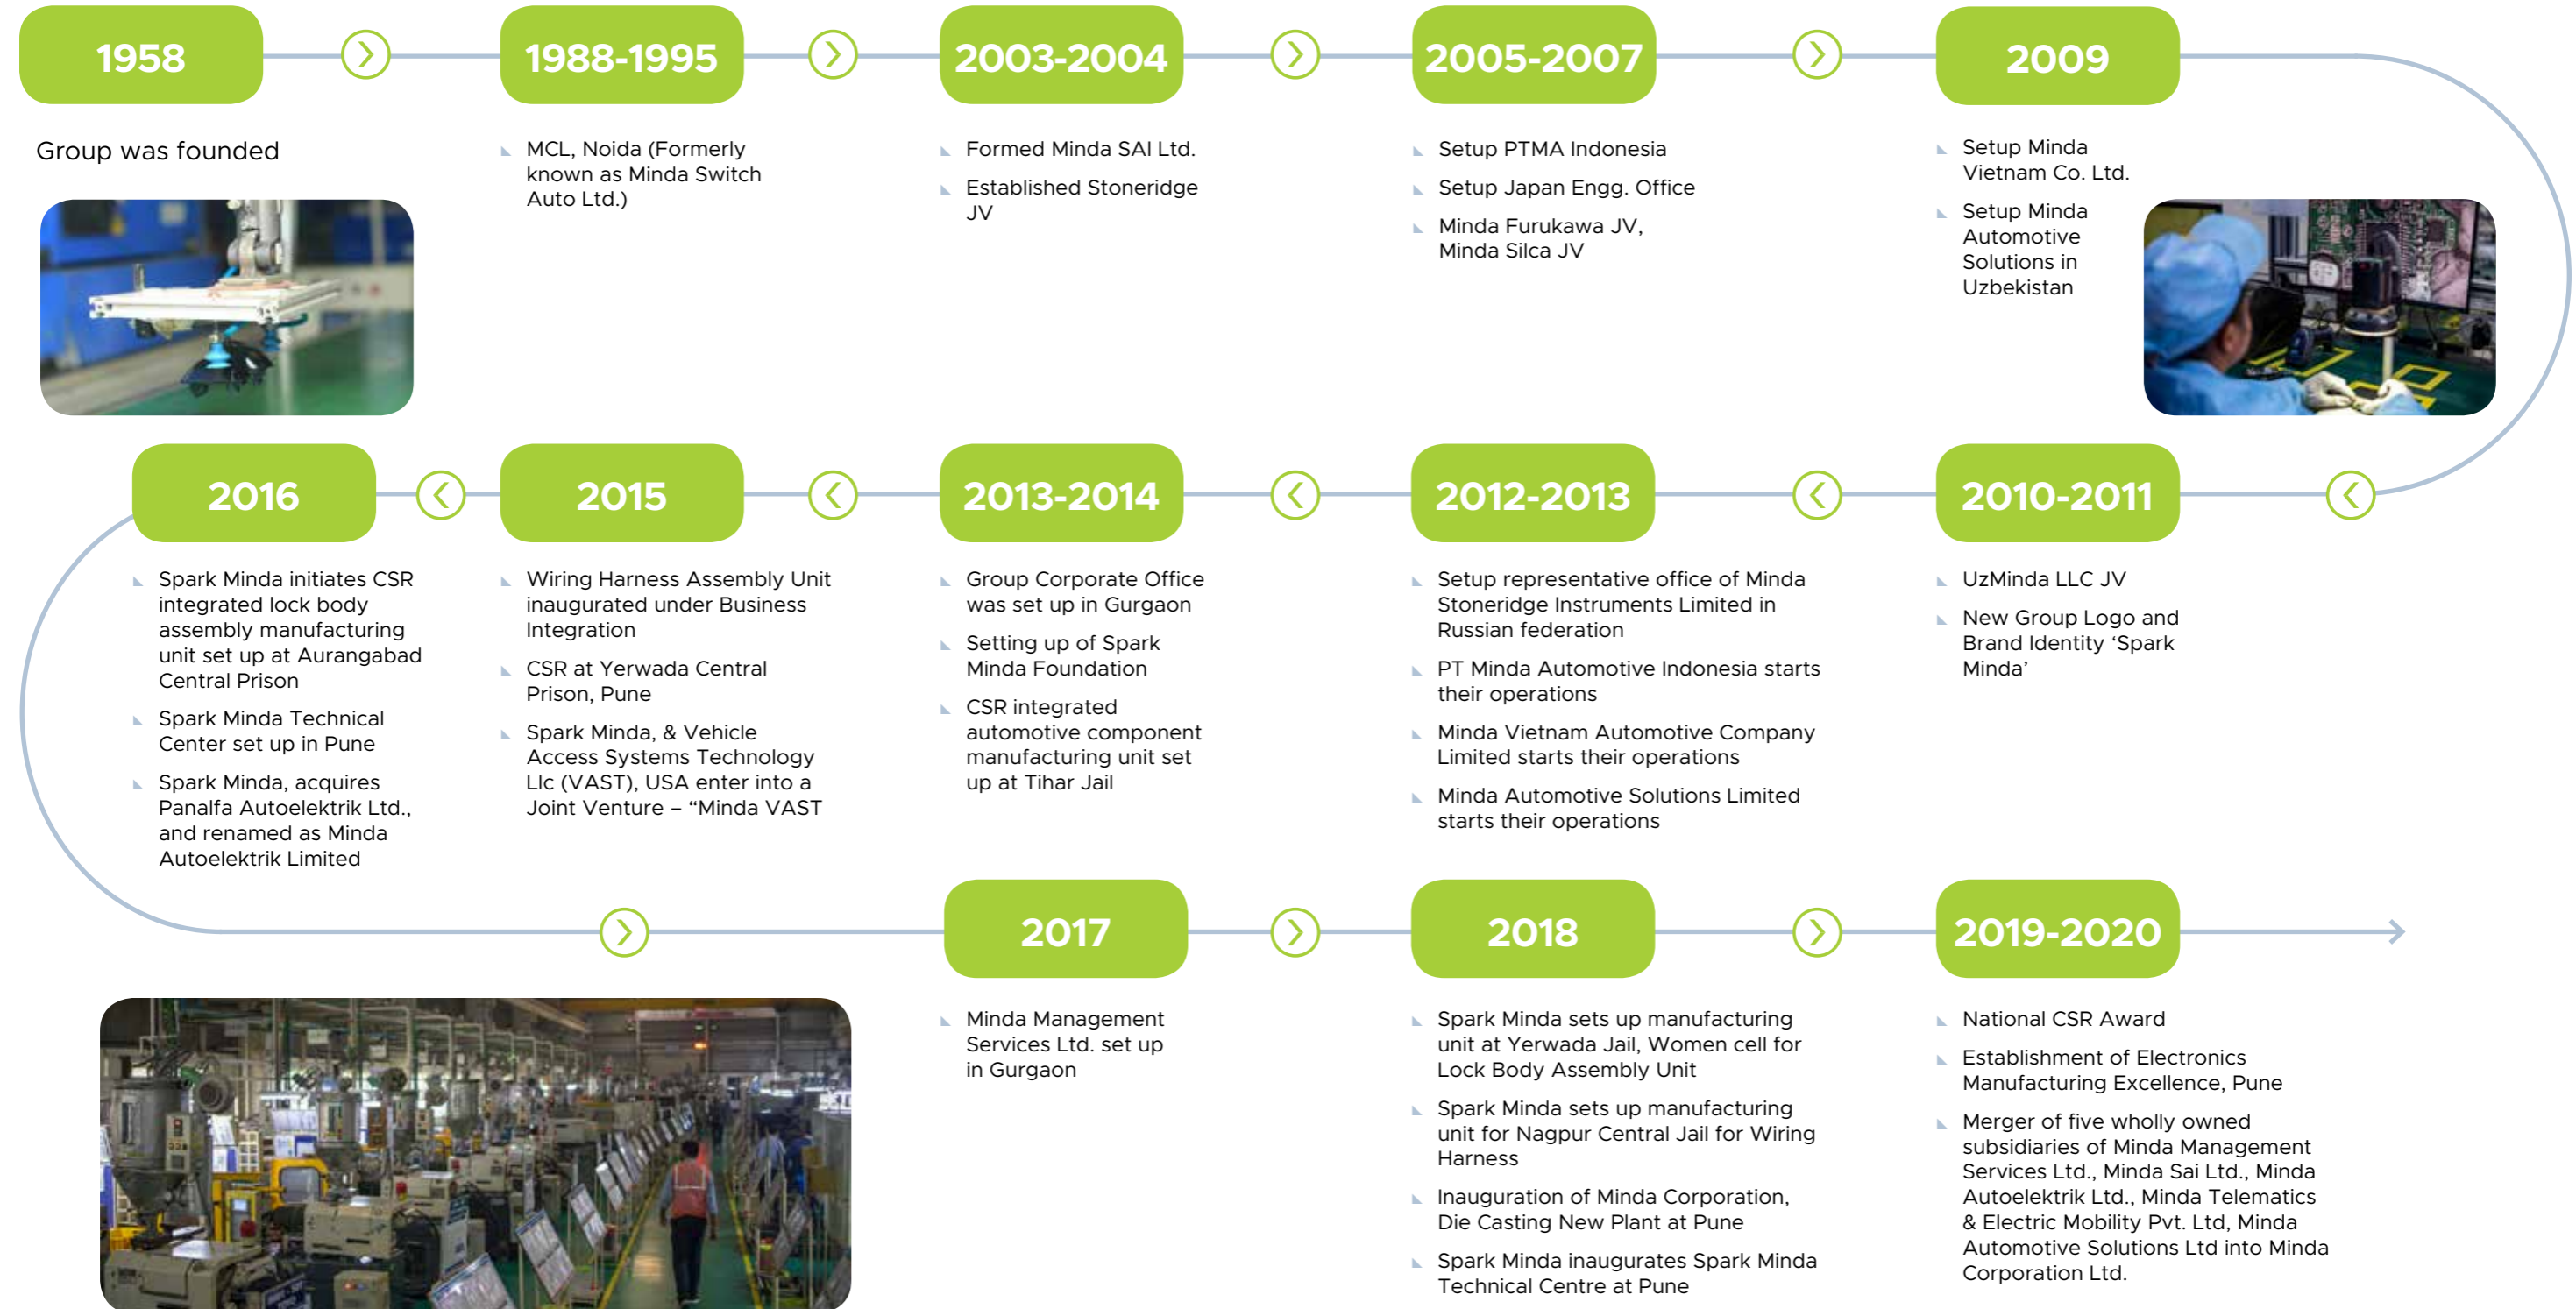 1958
Group was founded
1988-1995
MCL, Noida (Formerly
known as Minda Switch
Auto Ltd.)
2003-2004
Formed Minda SAI Ltd.
Established Stoneridge
JV
2005-2007
Setup PTMA Indonesia
Setup Japan Engg. Office
Minda Furukawa JV,
Minda Silca JV
2009
Setup Minda
Vietnam Co. Ltd.
Setup Minda
Automotive
Solutions in
Uzbekistan
2010-2011
UzMinda LLC JV
New Group Logo and
Brand Identity ‘Spark
Minda’
2012-2013
Setup representative office of Minda
Stoneridge Instruments Limited in
Russian federation
PT Minda Automotive Indonesia starts
their operations
Minda Vietnam Automotive Company
Limited starts their operations
Minda Automotive Solutions Limited
starts their operations
2013-2014
Group Corporate Office
was set up in Gurgaon
Setting up of Spark
Minda Foundation
CSR integrated
automotive component
manufacturing unit set
up at Tihar Jail
2015
Wiring Harness Assembly Unit
inaugurated under Business
Integration
CSR at Yerwada Central
Prison, Pune
Spark Minda, & Vehicle
Access Systems Technology
Llc (VAST), USA enter into a
Joint Venture – “Minda VAST
2016
Spark Minda initiates CSR
integrated lock body
assembly manufacturing
unit set up at Aurangabad
Central Prison
Spark Minda Technical
Center set up in Pune
Spark Minda, acquires
Panalfa Autoelektrik Ltd.,
and renamed as Minda
Autoelektrik Limited
2017
Minda Management
Services Ltd. set up
in Gurgaon
2018
Spark Minda sets up manufacturing
unit at Yerwada Jail, Women cell for
Lock Body Assembly Unit
Spark Minda sets up manufacturing
unit for Nagpur Central Jail for Wiring
Harness
Inauguration of Minda Corporation,
Die Casting New Plant at Pune
Spark Minda inaugurates Spark Minda
Technical Centre at Pune
2019-2020
National CSR Award
Establishment of Electronics
Manufacturing Excellence, Pune
Merger of five wholly owned
subsidiaries of Minda Management
Services Ltd., Minda Sai Ltd., Minda
Autoelektrik Ltd., Minda Telematics
& Electric Mobility Pvt. Ltd, Minda
Automotive Solutions Ltd into Minda
Corporation Ltd.